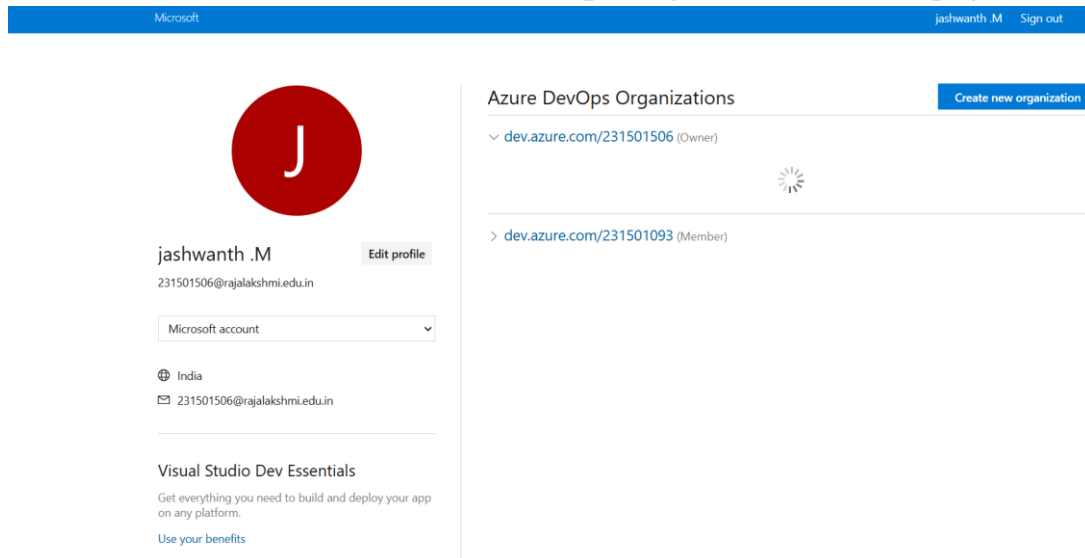 Microsoft
jashwanth .M Sign out
J
jashwanth .M
Edit profile
231501506@rajalakshmi.edu.in
Microsoft account
India
231501506@rajalakshmi.edu.in
Visual Studio Dev Essentials
Get everything you need to build and deploy your app
on any platform.
Use your benefits
Azure DevOps Organizations
Create new organization
dev.azure.com/231501506 (Owner)
dev.azure.com/231501093 (Member)